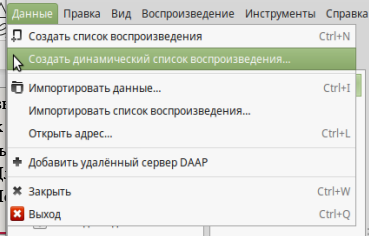 Данные Правка Вид Воспроизведение Инструменты Справка
Создать список воспроизведения Ctrl+N
Создать динамический список воспроизведения...
Импортировать данные... Ctrl+I
Импортировать список воспроизведения...
Открыть адрес... Ctrl+L
Добавить удалённый сервер DAAP
Закрыть Ctrl+W
Выход Ctrl+Q